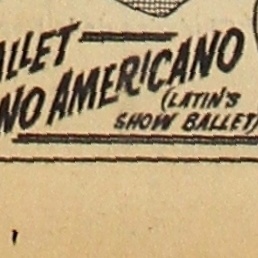 ALLET
NO AMERICANO
(LATIN'S
SHOW BALLET)